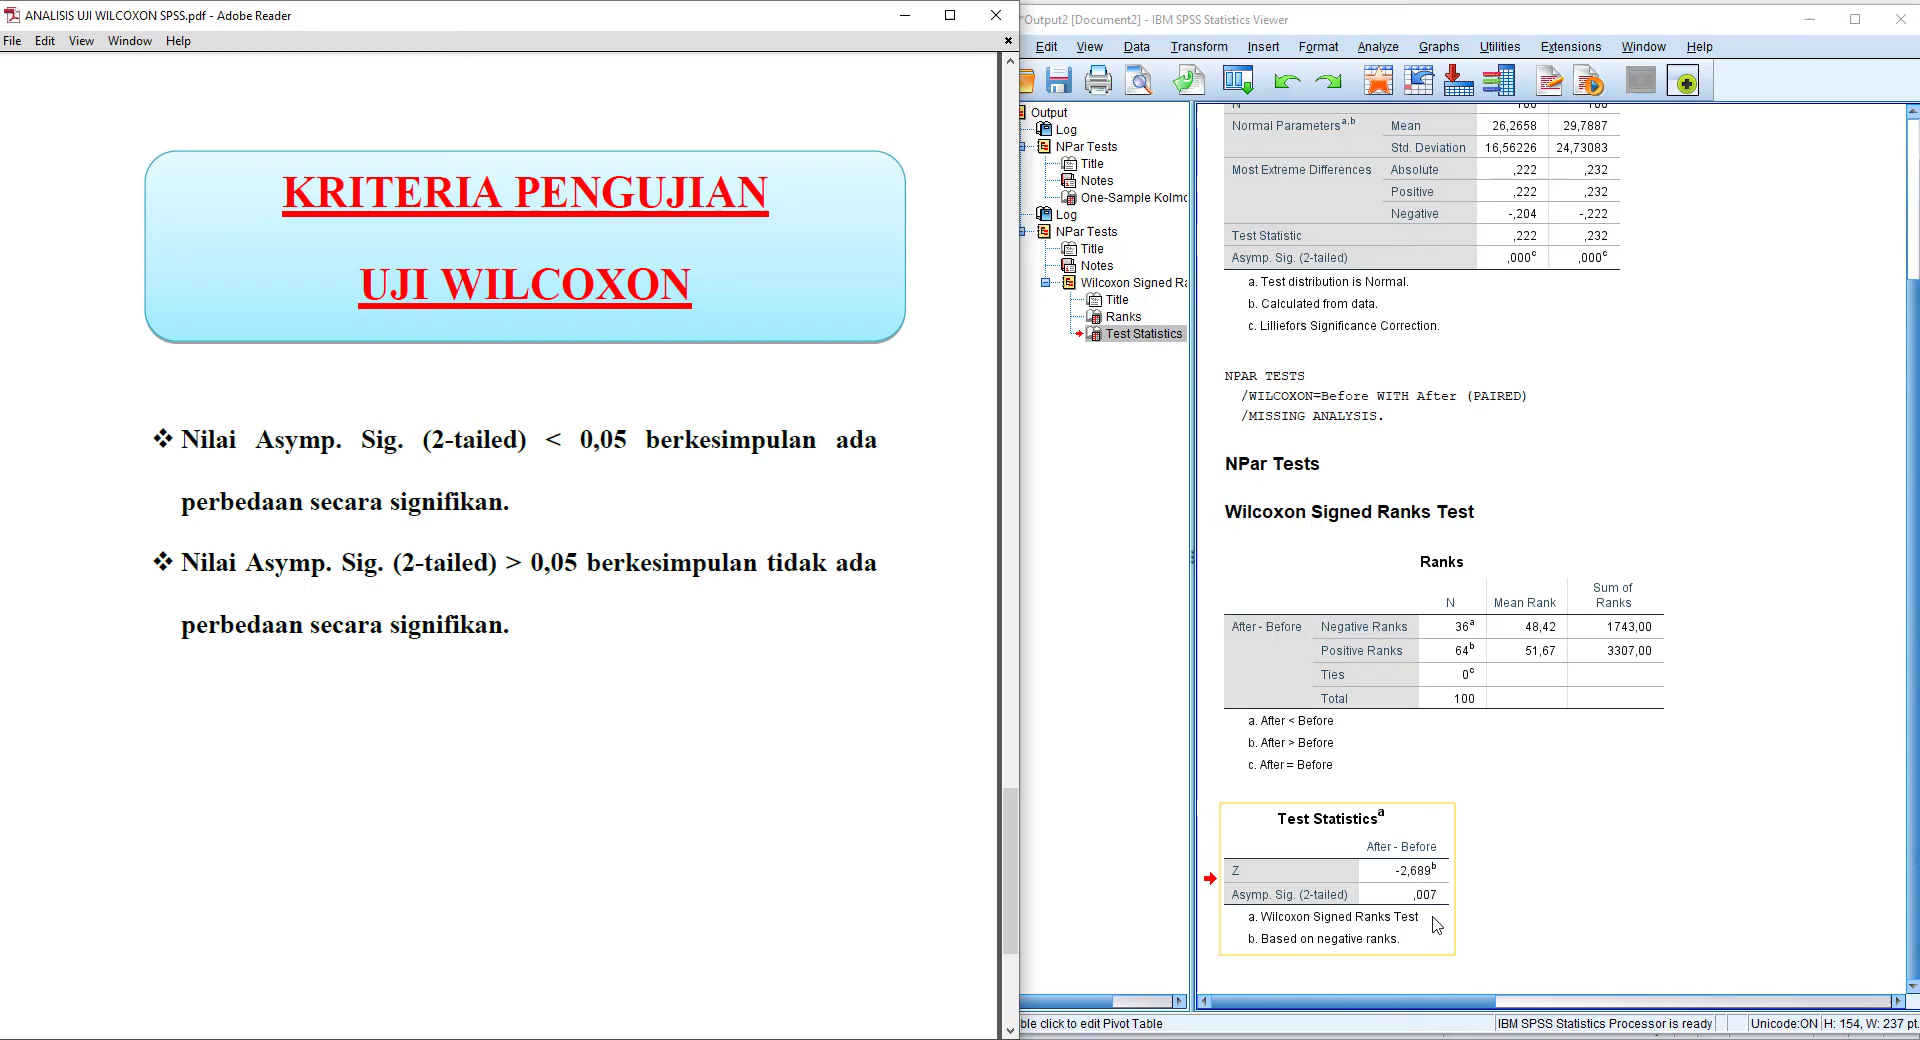 ANALISIS UJI WILCOXON SPSS.pdf - Adobe Reader
File Edit View Window Help
KRITERIA PENGUJIAN
UJI WILCOXON
❖ Nilai Asymp. Sig. (2-tailed) < 0,05 berkesimpulan ada
perbedaan secara signifikan.
❖ Nilai Asymp. Sig. (2-tailed) > 0,05 berkesimpulan tidak ada
perbedaan secara signifikan.
*Output2 [Document2] - IBM SPSS Statistics Viewer
Edit View Data Transform Insert Format Analyze Graphs Utilities Extensions Window Help
Output
Log
NPar Tests
Title
Notes
One-Sample Kolmo
Log
NPar Tests
Title
Notes
Wilcoxon Signed Ra
Title
Ranks
Test Statistics
N 100 100
Normal Parameters a,b Mean 26,2658 29,7887
Std. Deviation 16,56226 24,73083
Most Extreme Differences Absolute ,222 ,232
Positive ,222 ,232
Negative -,204 -,222
Test Statistic ,222 ,232
Asymp. Sig. (2-tailed) ,000c ,000c
a. Test distribution is Normal.
b. Calculated from data.
c. Lilliefors Significance Correction.
NPAR TESTS
/WILCOXON=Before WITH After (PAIRED)
/MISSING ANALYSIS.
NPar Tests
Wilcoxon Signed Ranks Test
Ranks
N Mean Rank Sum of Ranks
After - Before Negative Ranks 36a 48,42 1743,00
Positive Ranks 64b 51,67 3307,00
Ties 0c
Total 100
a. After < Before
b. After > Before
c. After = Before
Test Statistics a
After - Before
Z -2,689b
Asymp. Sig. (2-tailed) ,007
a. Wilcoxon Signed Ranks Test
b. Based on negative ranks.
ble click to edit Pivot Table IBM SPSS Statistics Processor is ready Unicode:ON H: 154, W: 237 pt.